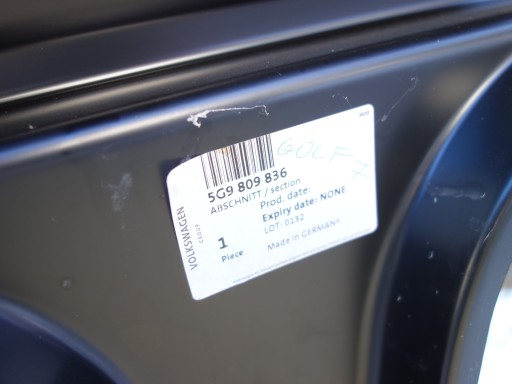 GOLF 7
5G9 809 836
ABSCHNITT / section
Prod. date:
Expiry date: NONE
LOT. 0132
1
Piece
Made in GERMANY
VOLKSWAGEN